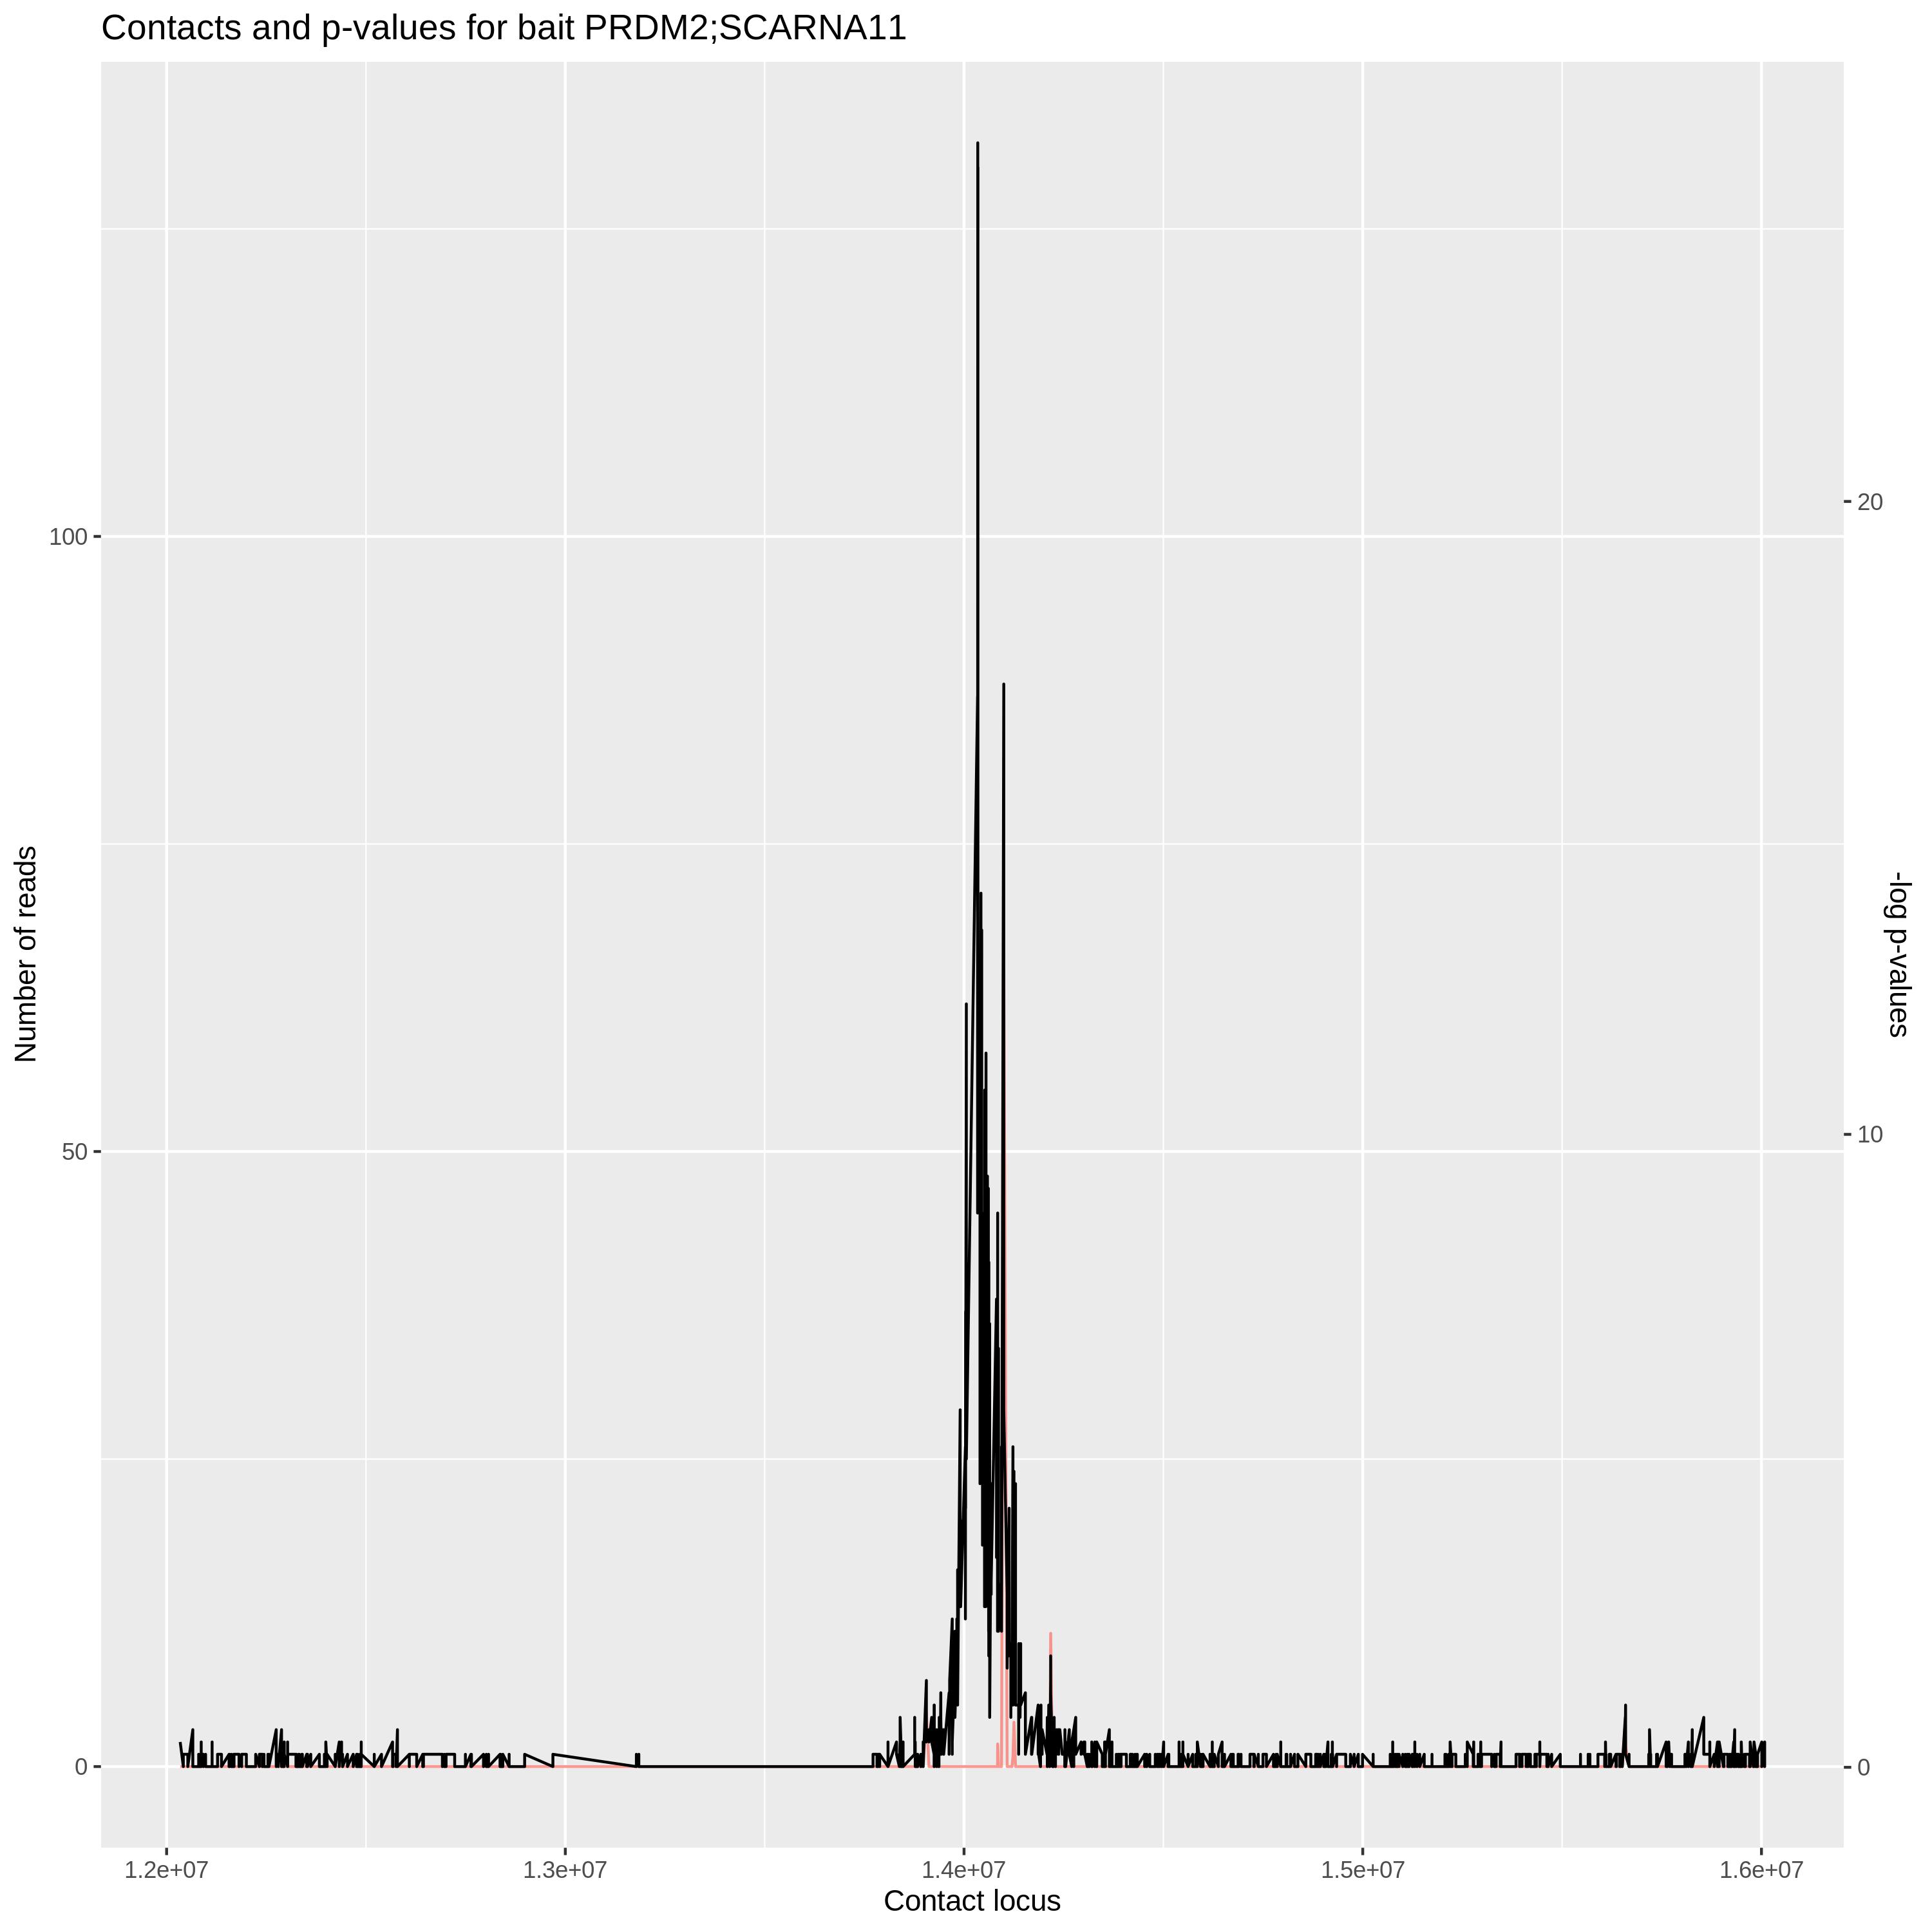 Contacts and p-values for bait PRDM2;SCARNA11
Number of reads
100
50
0
20
10
0
-log p-values
1.2e+07 1.3e+07 1.4e+07 1.5e+07 1.6e+07
Contact locus